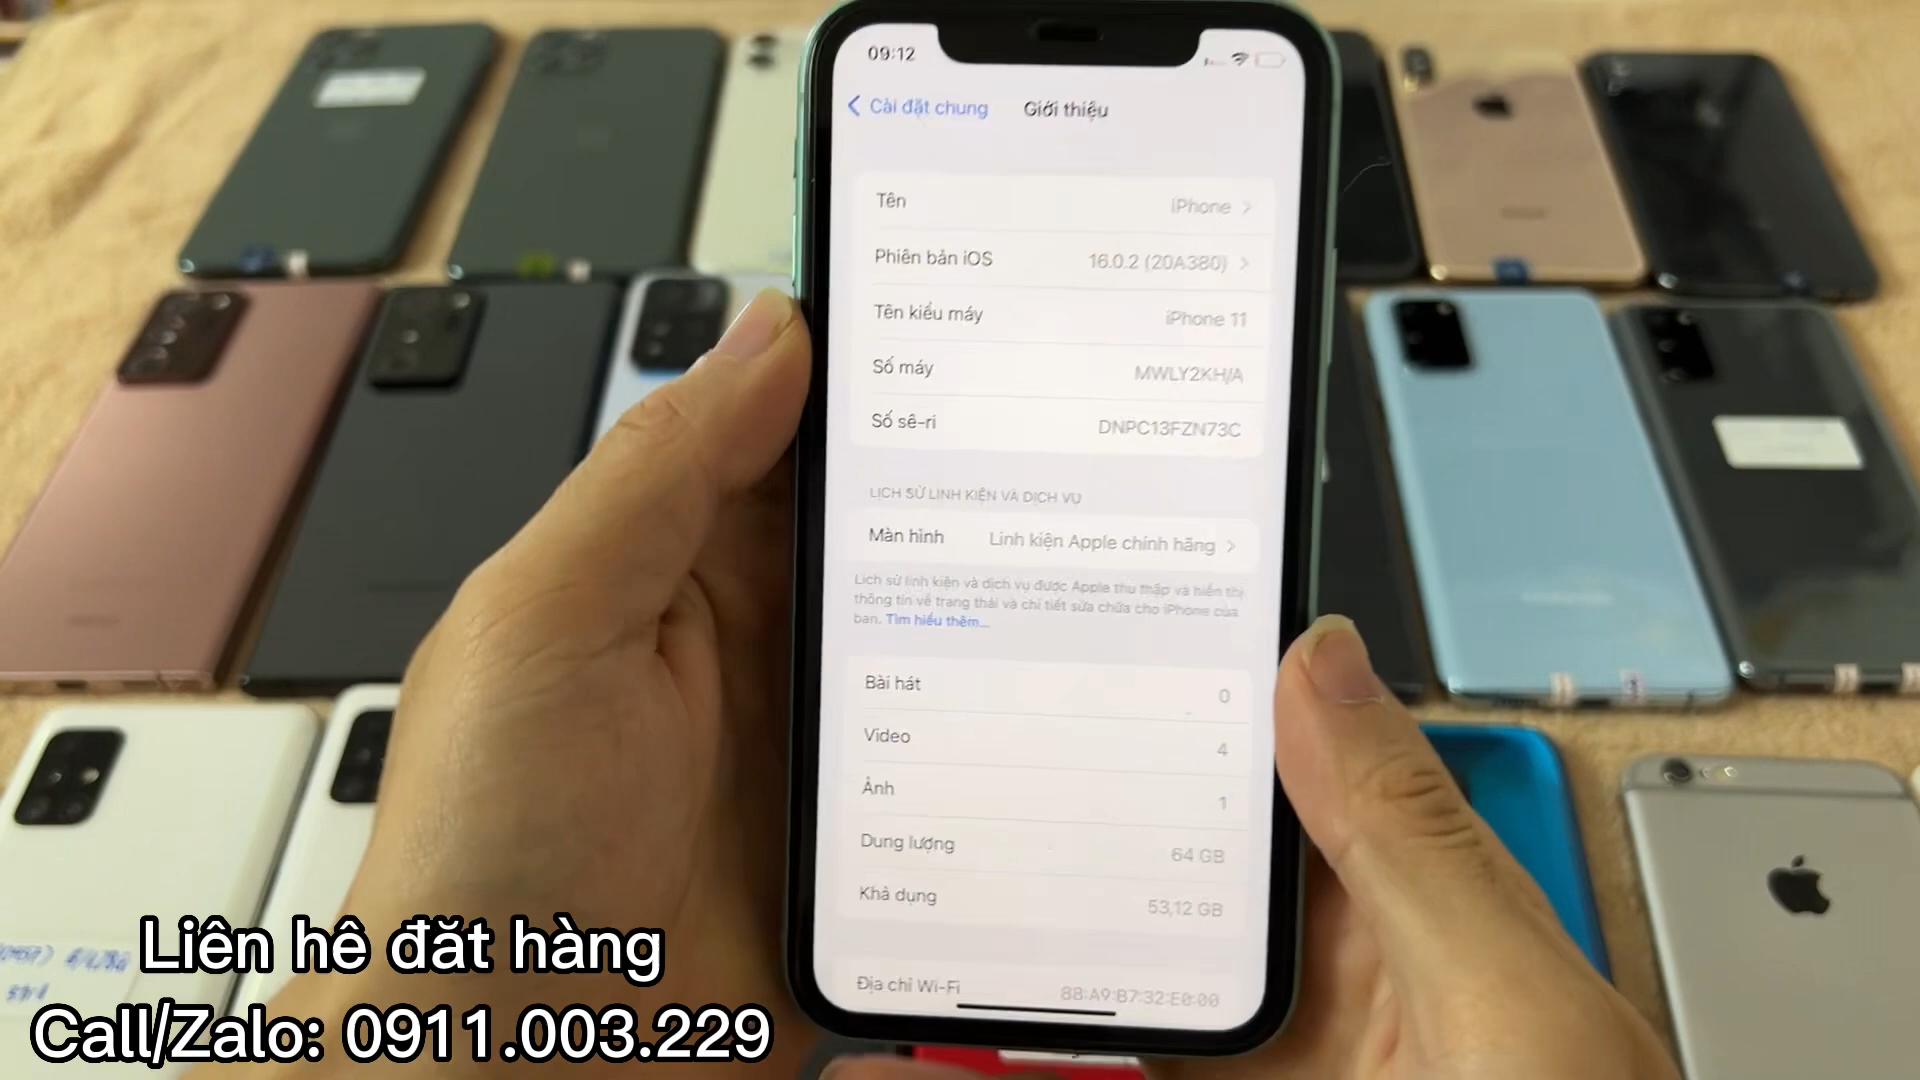 09:12
Cài đặt chung
Giới thiệu
Tên iPhone
Phiên bản iOS 16.0.2 (20A380)
Tên kiểu máy iPhone 11
Số máy MWLY2KH/A
Số sê-ri DNPC13FZN73C
LỊCH SỬ LINH KIỆN VÀ DỊCH VỤ
Màn hình Linh kiện Apple chính hãng
Lịch sử linh kiện và dịch vụ được Apple thu thập và hiển thị
thông tin về trạng thái và chi tiết sửa chữa cho iPhone của
bạn. Tìm hiểu thêm...
Bài hát 0
Video 4
Ảnh 1
Dung lượng 64 GB
Khả dụng 53,12 GB
Địa chỉ Wi-Fi 88:A9:B7:32:E0:00
Liên hê đăt hàng
Call/Zalo: 0911.003.229